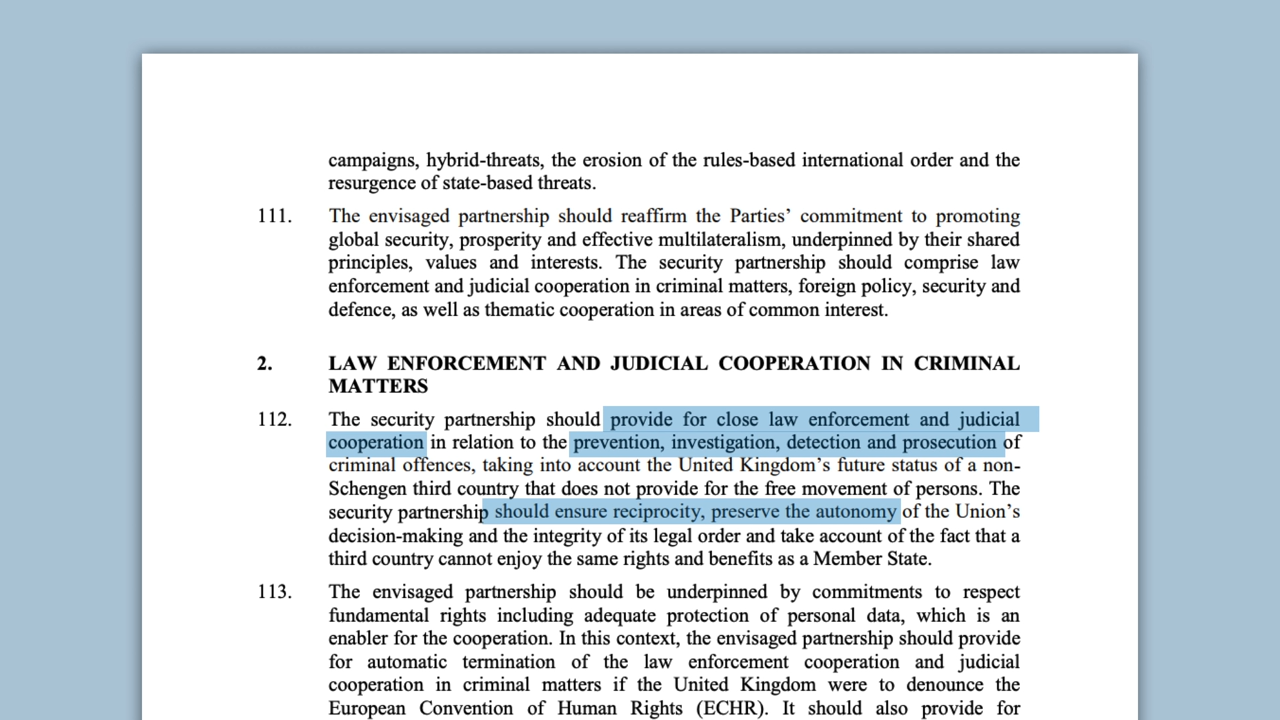 campaigns, hybrid-threats, the erosion of the rules-based international order and the
resurgence of state-based threats.
111. The envisaged partnership should reaffirm the Parties’ commitment to promoting
global security, prosperity and effective multilateralism, underpinned by their shared
principles, values and interests. The security partnership should comprise law
enforcement and judicial cooperation in criminal matters, foreign policy, security and
defence, as well as thematic cooperation in areas of common interest.
2. LAW ENFORCEMENT AND JUDICIAL COOPERATION IN CRIMINAL
MATTERS
112. The security partnership should provide for close law enforcement and judicial
cooperation in relation to the prevention, investigation, detection and prosecution of
criminal offences, taking into account the United Kingdom’s future status of a non-
Schengen third country that does not provide for the free movement of persons. The
security partnership should ensure reciprocity, preserve the autonomy of the Union’s
decision-making and the integrity of its legal order and take account of the fact that a
third country cannot enjoy the same rights and benefits as a Member State.
113. The envisaged partnership should be underpinned by commitments to respect
fundamental rights including adequate protection of personal data, which is an
enabler for the cooperation. In this context, the envisaged partnership should provide
for automatic termination of the law enforcement cooperation and judicial
cooperation in criminal matters if the United Kingdom were to denounce the
European Convention of Human Rights (ECHR). It should also provide for